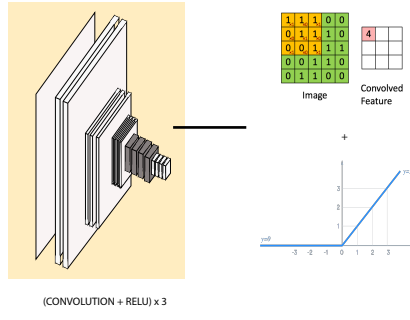 1 1 1 0 0
0 1 1 1 0
0 0 1 1 1
0 0 1 1 0
0 1 1 0 0
4
Image
Convolved
Feature
+
3
2
1
y=0
-3 -2 -1 0 1 2 3
(CONVOLUTION + RELU) x 3